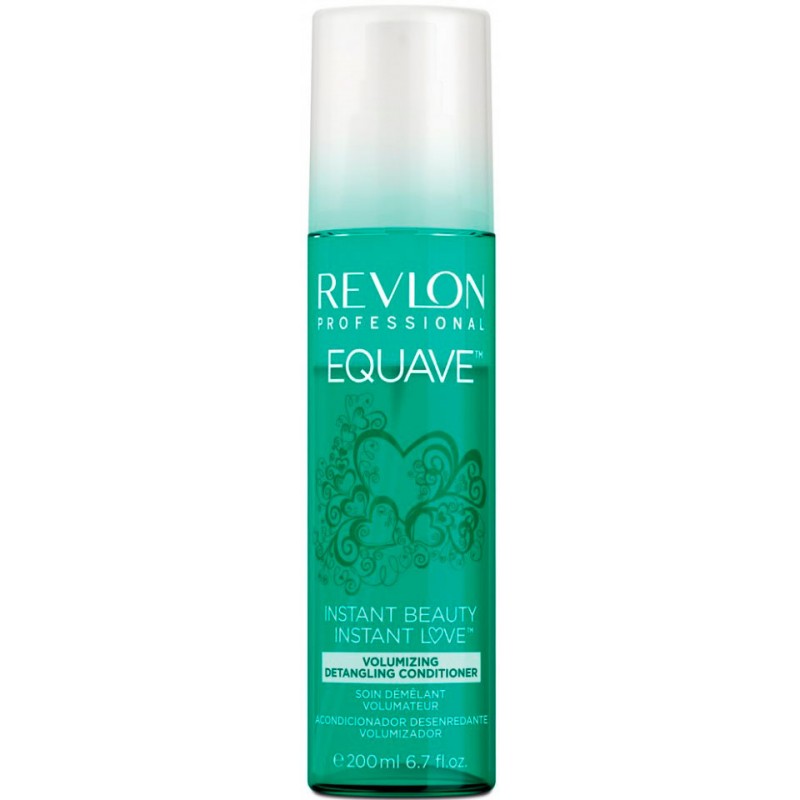 REVLON
PROFESSIONAL
EQUAVE™
INSTANT BEAUTY
INSTANT LOVE™
VOLUMIZING
DETANGLING CONDITIONER
SOIN DÉMÊLANT
VOLUMATEUR
ACONDICIONADOR DESENREDANTE
VOLUMIZADOR
℮200ml 6.7 fl.oz.